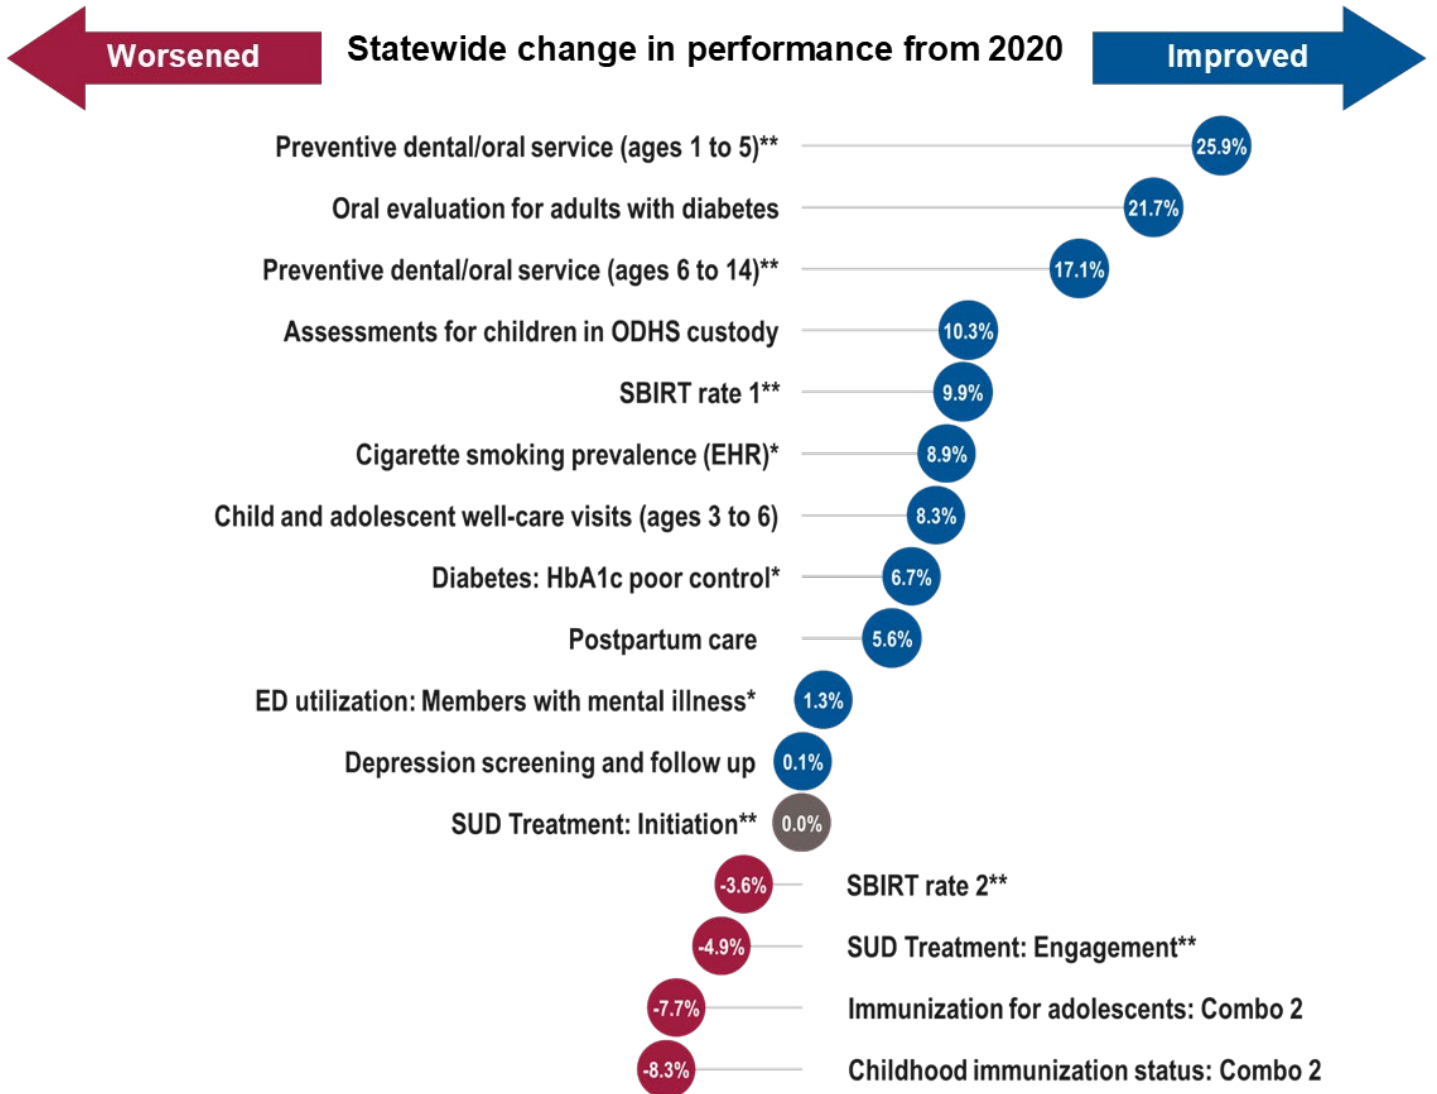 Worsened
Statewide change in performance from 2020
Improved
Preventive dental/oral service (ages 1 to 5)** 25.9%
Oral evaluation for adults with diabetes 21.7%
Preventive dental/oral service (ages 6 to 14)** 17.1%
Assessments for children in ODHS custody 10.3%
SBIRT rate 1** 9.9%
Cigarette smoking prevalence (EHR)* 8.9%
Child and adolescent well-care visits (ages 3 to 6) 8.3%
Diabetes: HbA1c poor control* 6.7%
Postpartum care 5.6%
ED utilization: Members with mental illness* 1.3%
Depression screening and follow up 0.1%
SUD Treatment: Initiation** 0.0%
-3.6% SBIRT rate 2**
-4.9% SUD Treatment: Engagement**
-7.7% Immunization for adolescents: Combo 2
-8.3% Childhood immunization status: Combo 2